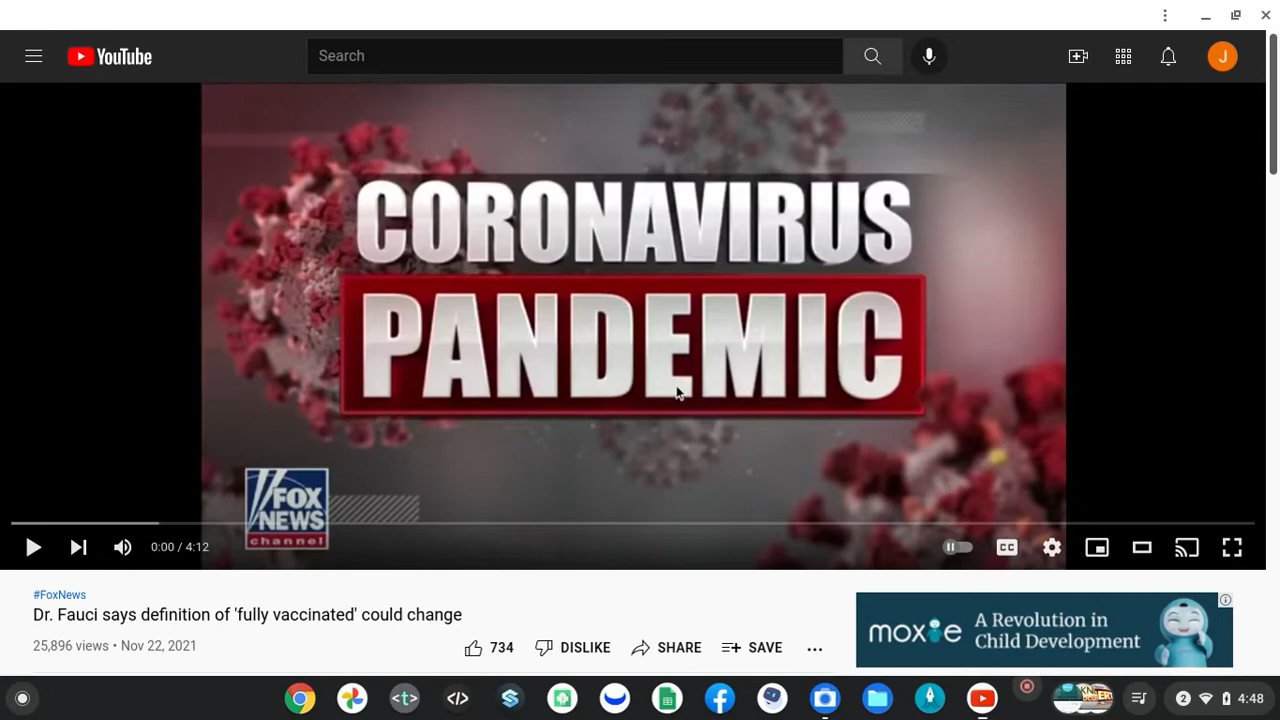 YouTube
Search
J
CORONAVIRUS
PANDEMIC
FOX
NEWS
channel
0:00 / 4:12
CC
#FoxNews
Dr. Fauci says definition of 'fully vaccinated' could change
25,896 views • Nov 22, 2021
734
DISLIKE
SHARE
SAVE
moxie
A Revolution in
Child Development
<t>
</>
2
4:48